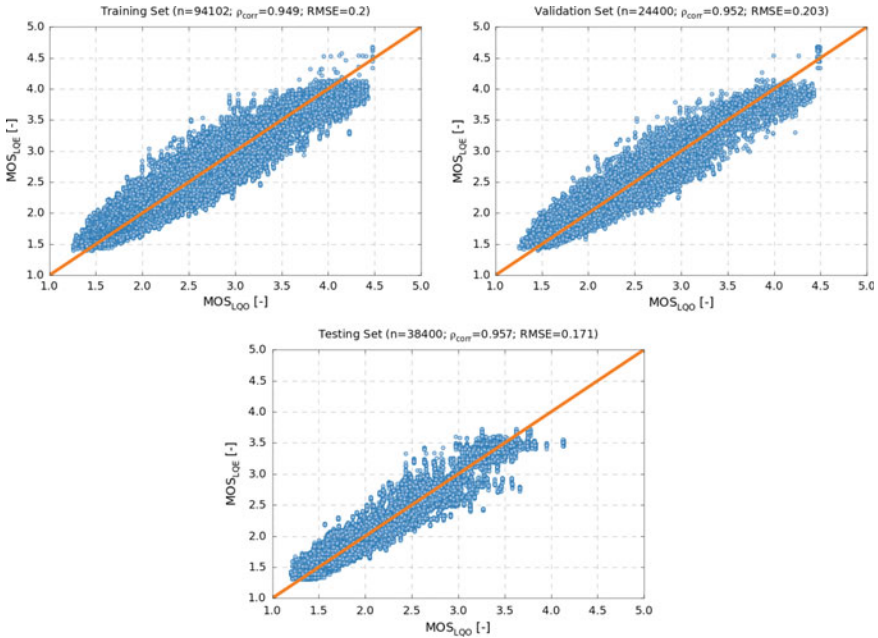 Training Set (n=94102; ρcorr=0.949; RMSE=0.2)
5.0
4.5
4.0
3.5
3.0
2.5
2.0
1.5
1.0
MOSLQE [-]
1.0 1.5 2.0 2.5 3.0 3.5 4.0 4.5 5.0
MOSLQO [-]
Validation Set (n=24400; ρcorr=0.952; RMSE=0.203)
5.0
4.5
4.0
3.5
3.0
2.5
2.0
1.5
1.0
MOSLQE [-]
1.0 1.5 2.0 2.5 3.0 3.5 4.0 4.5 5.0
MOSLQO [-]
Testing Set (n=38400; ρcorr=0.957; RMSE=0.171)
5.0
4.5
4.0
3.5
3.0
2.5
2.0
1.5
1.0
MOSLQE [-]
1.0 1.5 2.0 2.5 3.0 3.5 4.0 4.5 5.0
MOSLQO [-]